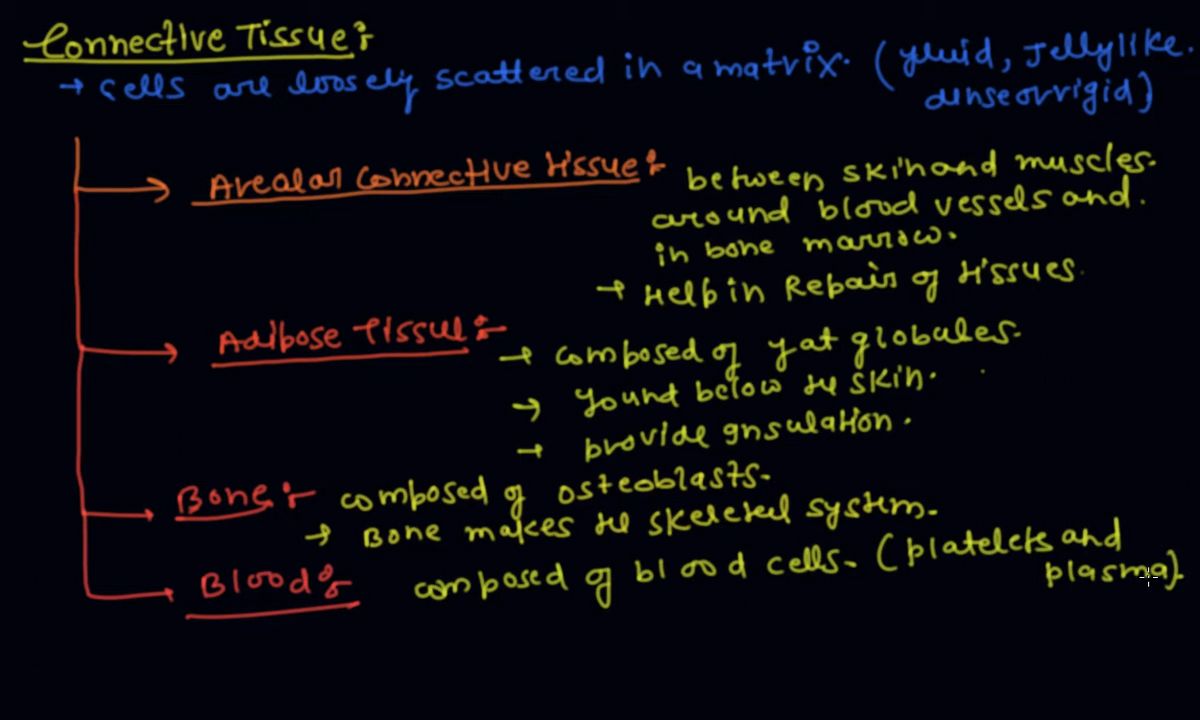 Connective Tissue:
→ cells are loosely scattered in a matrix. (fluid, jellylike.
dense or rigid)
Arealar connective tissue:- between skin and muscles.
around blood vessels and.
in bone marrow.
→ Help in Repair of tissues.
Adipose Tissue:-
→ composed of fat globules.
→ found below the skin.
→ provide insulation.
Bone:- composed of osteoblasts.
→ Bone makes the skeletal system.
Blood:- composed of blood cells. (platelets and
plasma).